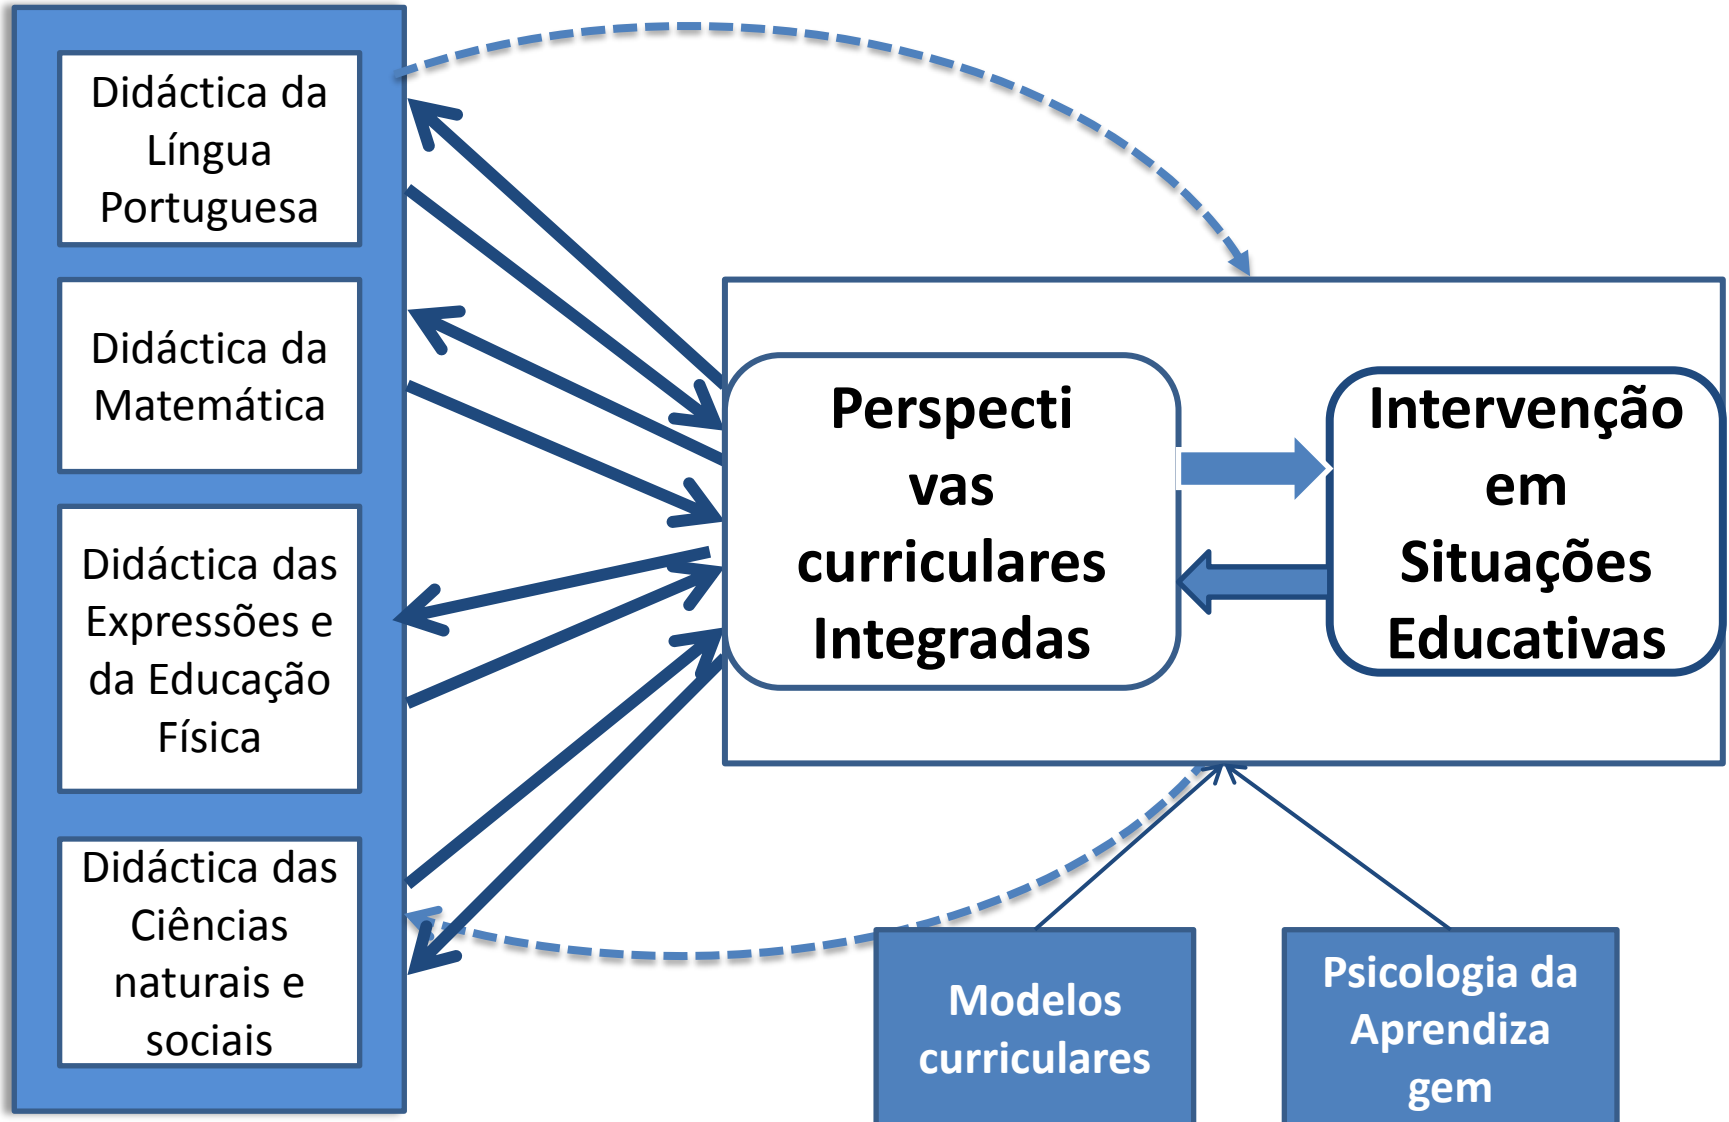 Didáctica da
Língua
Portuguesa
Didáctica da
Matemática
Didáctica das
Expressões e
da Educação
Física
Didáctica das
Ciências
naturais e
sociais
Perspecti
vas
curriculares
Integradas
Intervenção
em
Situações
Educativas
Modelos
curriculares
Psicologia da
Aprendiza
gem